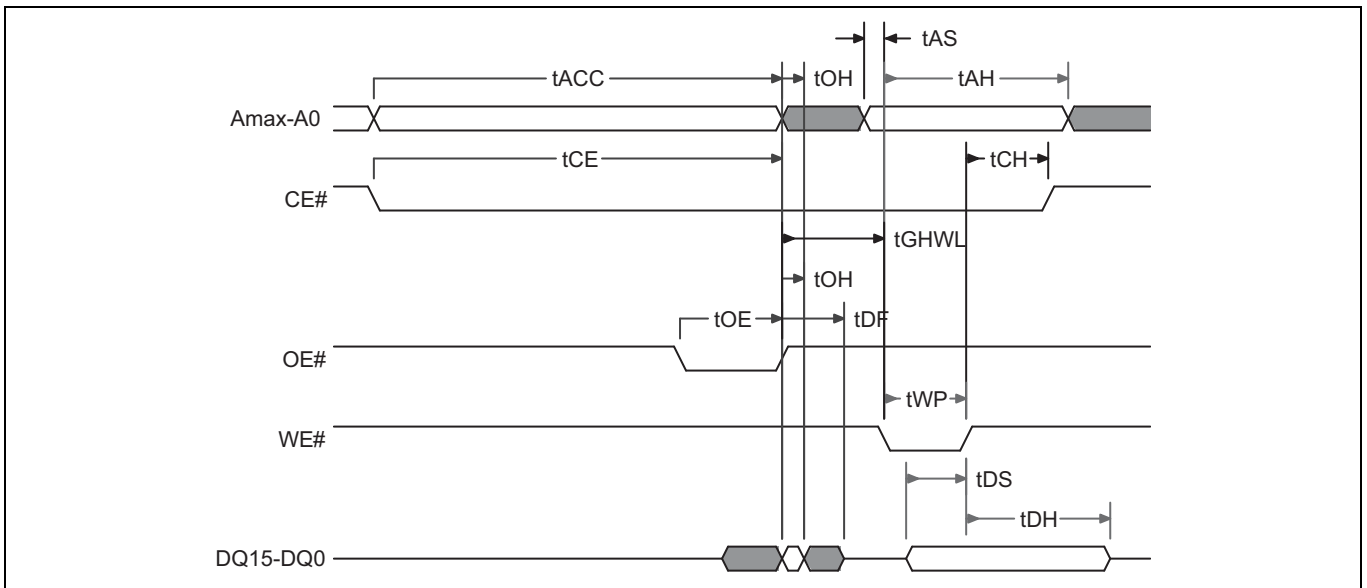 tAS
tACC
tOH
tAH
Amax-A0
tCE
tCH
CE#
tGHWL
tOH
tOE
tDF
OE#
tWP
WE#
tDS
tDH
DQ15-DQ0